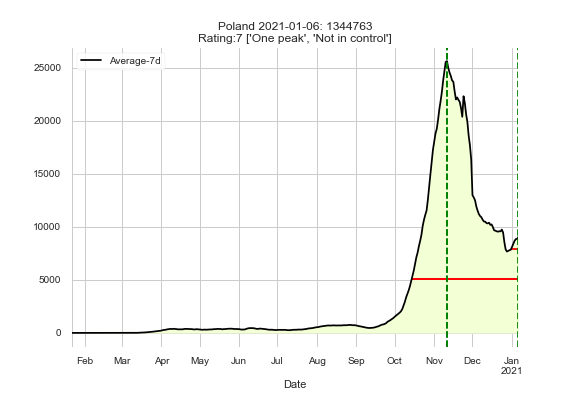 Poland 2021-01-06: 1344763
Rating:7 ['One peak', 'Not in control']
Average-7d
25000
20000
15000
10000
5000
0
Feb Mar Apr May Jun Jul Aug Sep Oct Nov Dec Jan
2021
Date